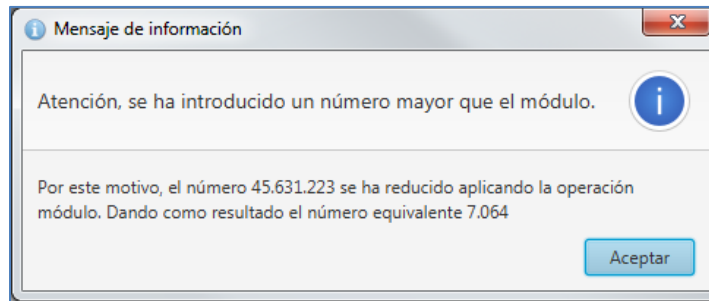 Mensaje de información
Atención, se ha introducido un número mayor que el módulo.
Por este motivo, el número 45.631.223 se ha reducido aplicando la operación
módulo. Dando como resultado el número equivalente 7.064
Aceptar